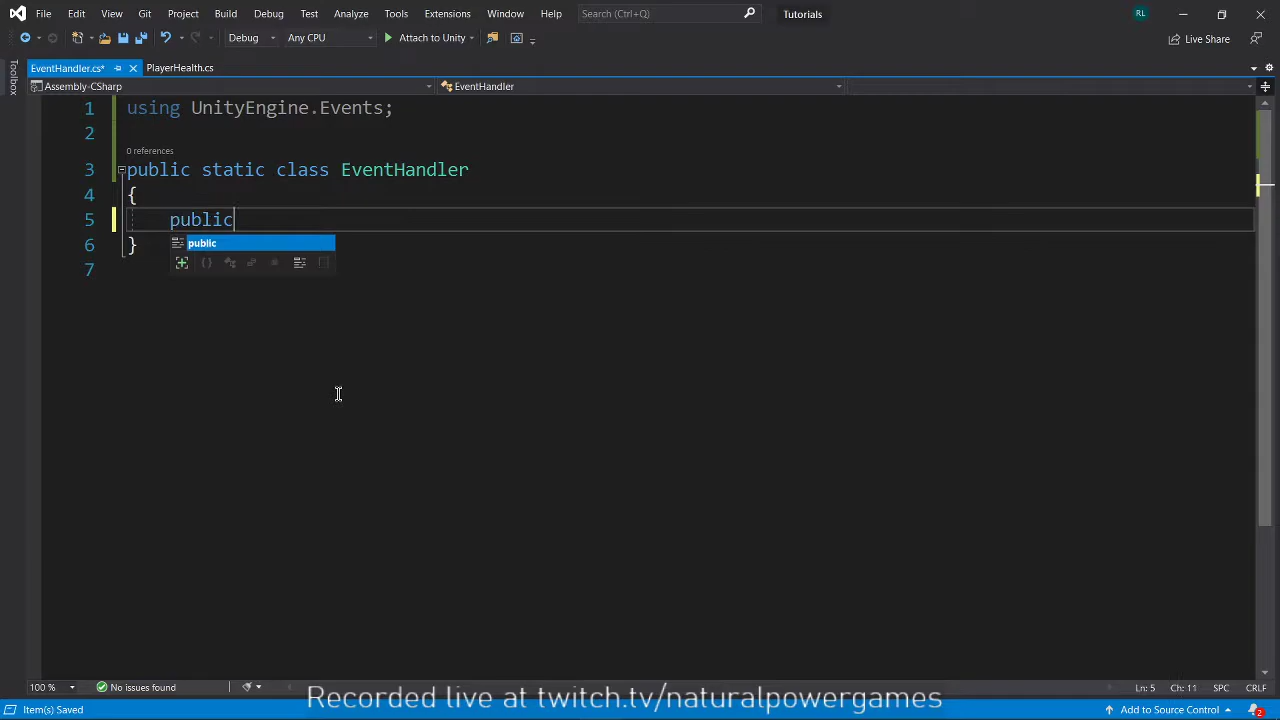 File Edit View Git Project Build Debug Test Analyze Tools Extensions Window Help Search (Ctrl+Q) Tutorials RL
Debug Any CPU Attach to Unity Live Share
Toolbox
EventHandler.cs* PlayerHealth.cs
Assembly-CSharp EventHandler
1 using UnityEngine.Events;
2
0 references
3 public static class EventHandler
4 {
5 public
public
6 }
7
100 % No issues found Ln: 5 Ch: 11 SPC CRLF
Recorded live at twitch.tv/naturalpowergames
Item(s) Saved Add to Source Control 2